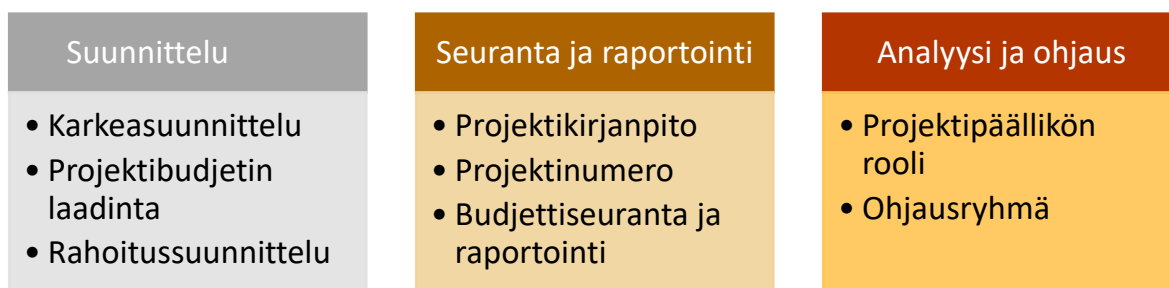 Suunnittelu
• Karkeasuunnittelu
• Projektibudjetin
laadinta
• Rahoitussuunnittelu
Seuranta ja raportointi
• Projektikirjanpito
• Projektinumero
• Budjettiseuranta ja
raportointi
Analyysi ja ohjaus
• Projektipäällikön
rooli
• Ohjausryhmä